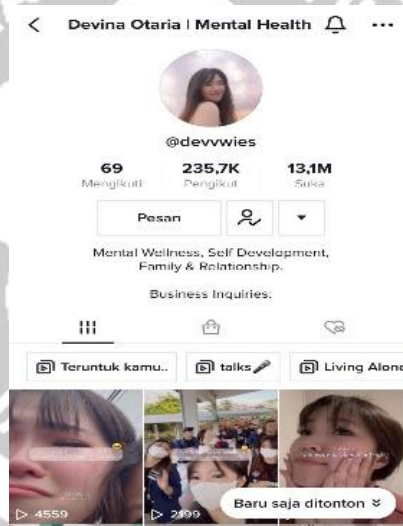 Devina Otaria | Mental Health
@devvwies
69 235,7K 13,1M
Mengikuti Pengikut Suka
Pesan
Mental Wellness, Self Development,
Family & Relationship.
Business Inquiries:
Teruntuk kamu.. talks🎤 Living Alone
4559 2199
Baru saja ditonton